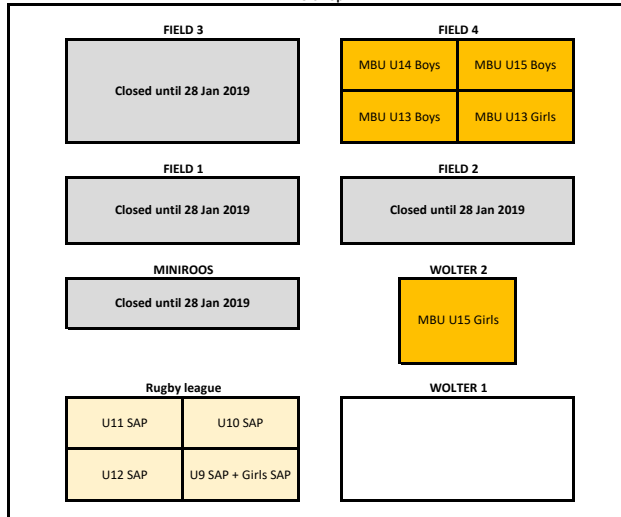 FIELD 3
FIELD 4
Closed until 28 Jan 2019
MBU U14 Boys
MBU U15 Boys
MBU U13 Boys
MBU U13 Girls
FIELD 1
FIELD 2
Closed until 28 Jan 2019
Closed until 28 Jan 2019
MINIROOS
WOLTER 2
Closed until 28 Jan 2019
MBU U15 Girls
Rugby league
WOLTER 1
U11 SAP
U10 SAP
U12 SAP
U9 SAP + Girls SAP